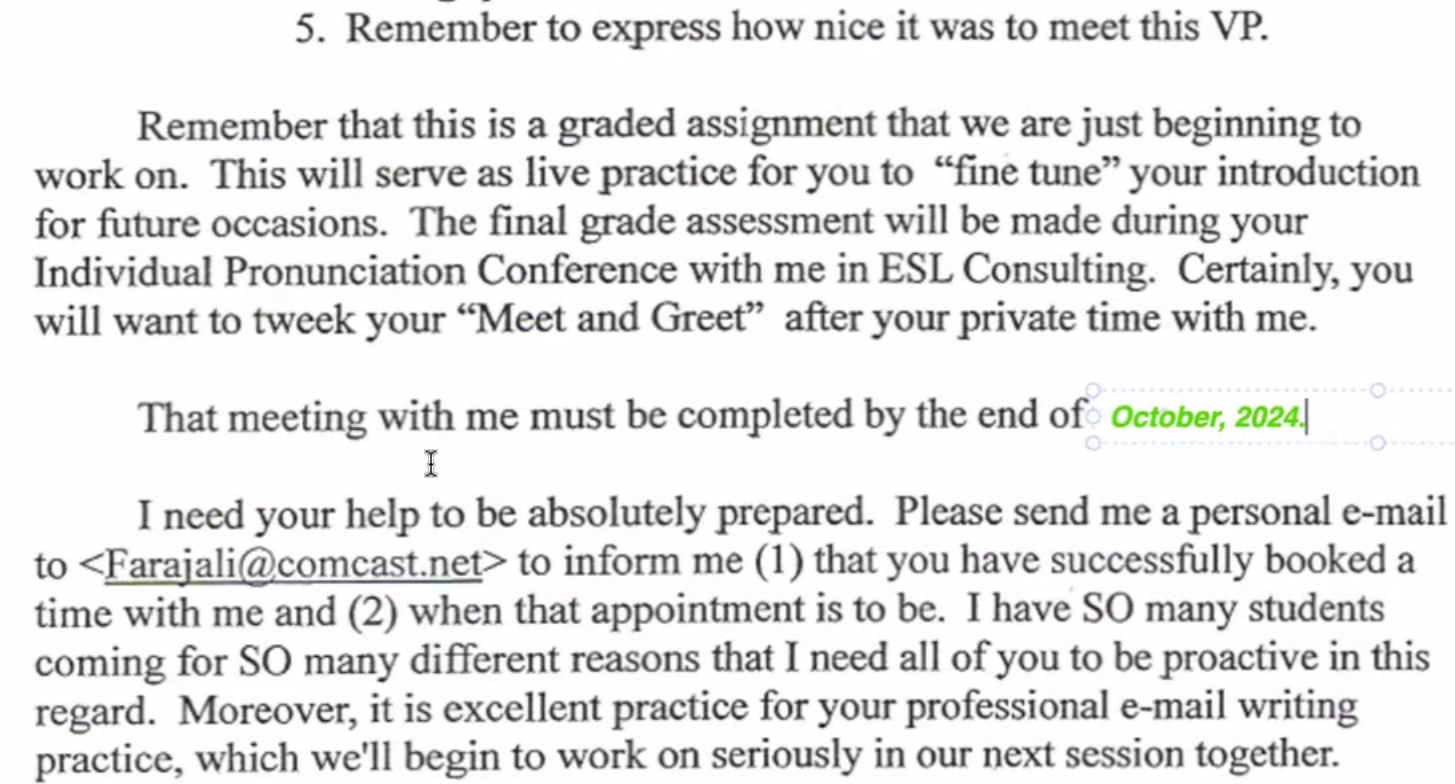 5. Remember to express how nice it was to meet this VP.
Remember that this is a graded assignment that we are just beginning to
work on. This will serve as live practice for you to “fine tune” your introduction
for future occasions. The final grade assessment will be made during your
Individual Pronunciation Conference with me in ESL Consulting. Certainly, you
will want to tweek your “Meet and Greet” after your private time with me.
That meeting with me must be completed by the end of October, 2024.
I need your help to be absolutely prepared. Please send me a personal e-mail
to <Farajali@comcast.net> to inform me (1) that you have successfully booked a
time with me and (2) when that appointment is to be. I have SO many students
coming for SO many different reasons that I need all of you to be proactive in this
regard. Moreover, it is excellent practice for your professional e-mail writing
practice, which we'll begin to work on seriously in our next session together.